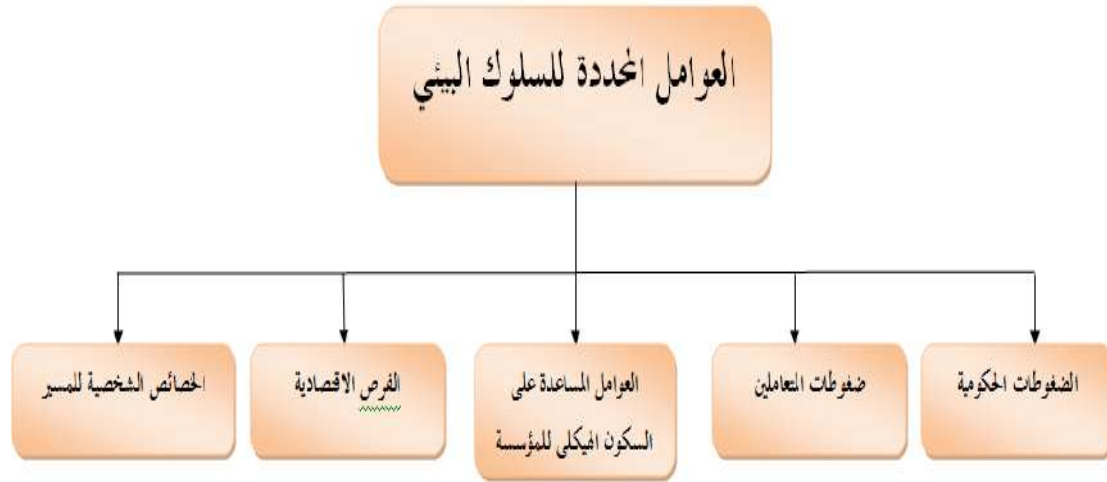 العوامل المحددة للسلوك البيئي
الضغوطات الحكومية
ضغوطات المتعاملين
العوامل المساعدة على
السكون الهيكلي للمؤسسة
الفرص الاقتصادية
الخصائص الشخصية للمسير